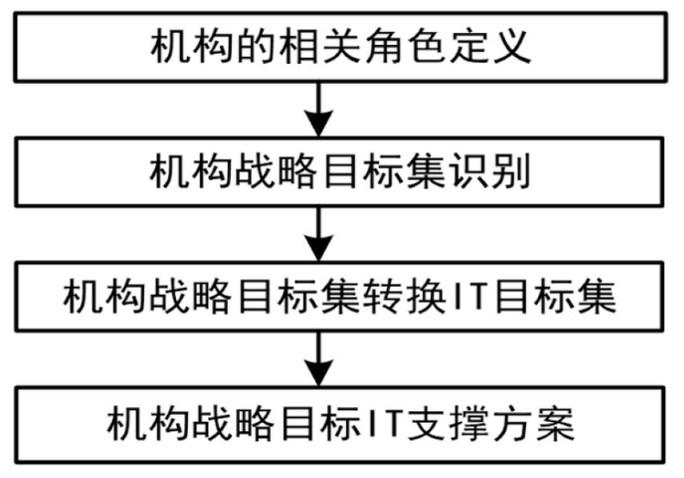 机构的相关角色定义
机构战略目标集识别
机构战略目标集转换IT目标集
机构战略目标IT支撑方案